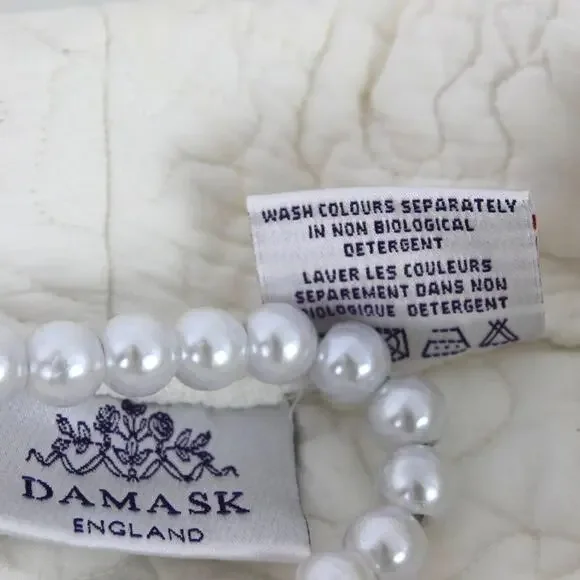 WASH COLOURS SEPARATELY
IN NON BIOLOGICAL
DETERGENT
LAVER LES COULEURS
SEPAREMENT DANS NON
BIOLOGIQUE DETERGENT
DAMASK
ENGLAND